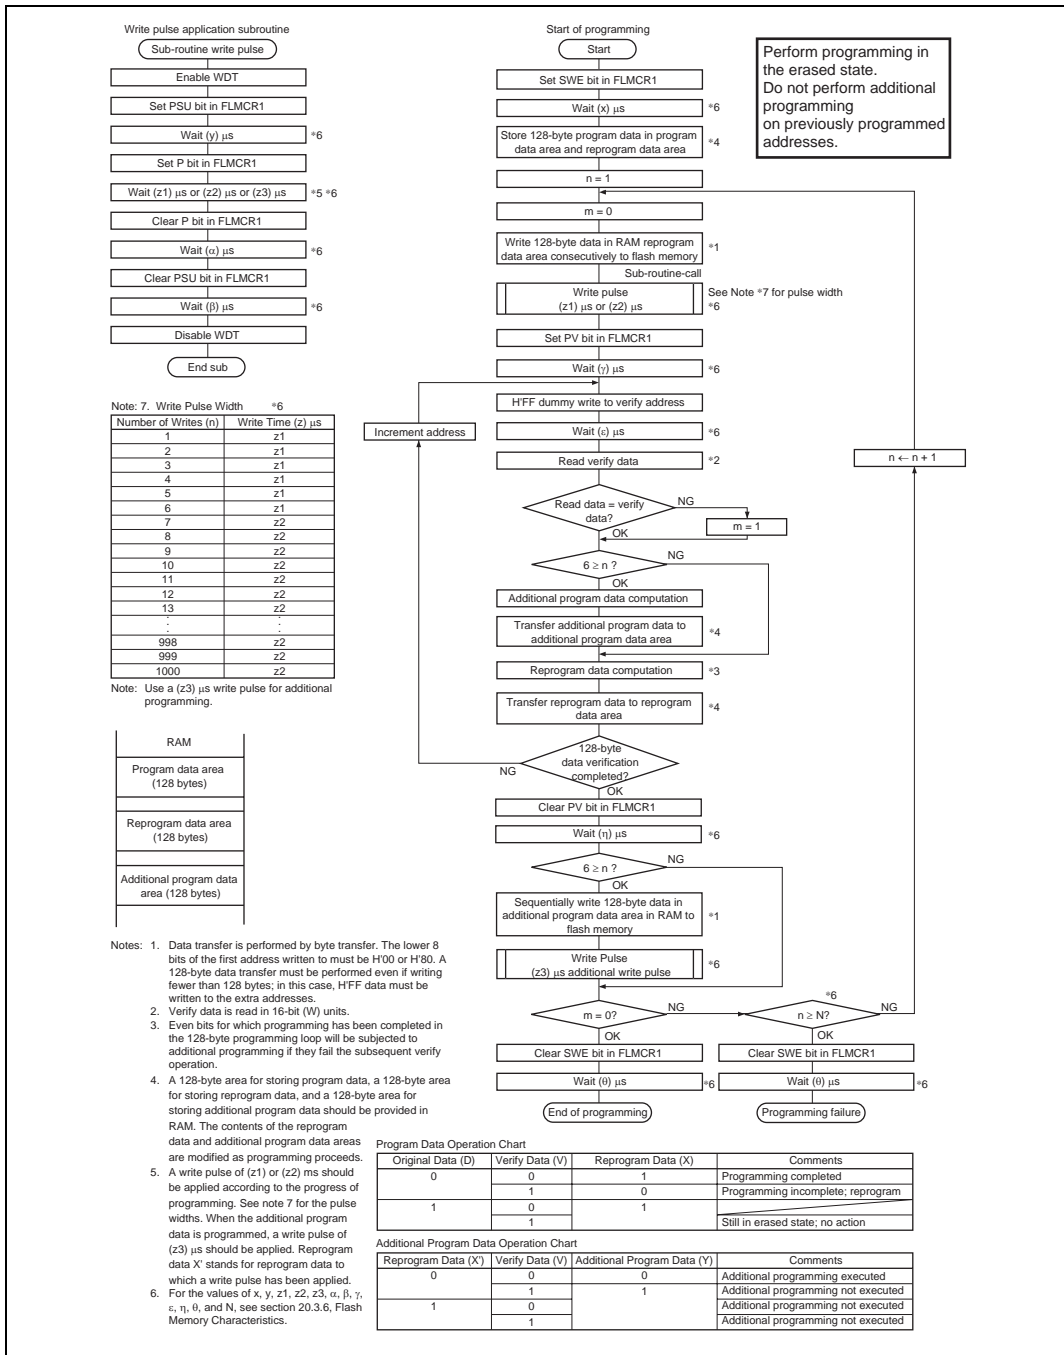 Write pulse application subroutine
Sub-routine write pulse
Enable WDT
Set PSU bit in FLMCR1
Wait (y) μs
*6
Set P bit in FLMCR1
Wait (z1) μs or (z2) μs or (z3) μs
*5 *6
Clear P bit in FLMCR1
Wait (α) μs
*6
Clear PSU bit in FLMCR1
Wait (β) μs
*6
Disable WDT
End sub
Note: 7. Write Pulse Width *6
Number of Writes (n) Write Time (z) μs
1 z1
2 z1
3 z1
4 z1
5 z1
6 z1
7 z2
8 z2
9 z2
10 z2
11 z2
12 z2
13 z2
: :
998 z2
999 z2
1000 z2
Note: Use a (z3) μs write pulse for additional
programming.
RAM
Program data area
(128 bytes)
Reprogram data area
(128 bytes)
Additional program data
area (128 bytes)
Start of programming
Start
Set SWE bit in FLMCR1
Wait (x) μs
*6
Store 128-byte program data in program
data area and reprogram data area
*4
n = 1
m = 0
Write 128-byte data in RAM reprogram
data area consecutively to flash memory
*1
Sub-routine-call
Write pulse
(z1) μs or (z2) μs
See Note *7 for pulse width
*6
Set PV bit in FLMCR1
Wait (γ) μs
*6
H'FF dummy write to verify address
Wait (ε) μs
*6
Read verify data
*2
Increment address
Read data = verify
data?
NG
m = 1
OK
6 ≥ n ?
NG
OK
Additional program data computation
Transfer additional program data to
additional program data area
*4
Reprogram data computation
*3
Transfer reprogram data to reprogram
data area
*4
128-byte
data verification
completed?
NG
OK
Clear PV bit in FLMCR1
Wait (η) μs
*6
6 ≥ n ?
NG
OK
Sequentially write 128-byte data in
additional program data area in RAM to
flash memory
*1
Write Pulse
(z3) μs additional write pulse
*6
m = 0?
NG
OK
*6
n ≥ N?
NG
OK
n ← n + 1
Clear SWE bit in FLMCR1
Clear SWE bit in FLMCR1
Wait (θ) μs
*6
Wait (θ) μs
*6
End of programming
Programming failure
Perform programming in
the erased state.
Do not perform additional
programming
on previously programmed
addresses.
Notes: 1. Data transfer is performed by byte transfer. The lower 8
bits of the first address written to must be H'00 or H'80. A
128-byte data transfer must be performed even if writing
fewer than 128 bytes; in this case, H'FF data must be
written to the extra addresses.
2. Verify data is read in 16-bit (W) units.
3. Even bits for which programming has been completed in
the 128-byte programming loop will be subjected to
additional programming if they fail the subsequent verify
operation.
4. A 128-byte area for storing program data, a 128-byte area
for storing reprogram data, and a 128-byte area for
storing additional program data should be provided in
RAM. The contents of the reprogram
data and additional program data areas
are modified as programming proceeds.
5. A write pulse of (z1) or (z2) ms should
be applied according to the progress of
programming. See note 7 for the pulse
widths. When the additional program
data is programmed, a write pulse of
(z3) μs should be applied. Reprogram
data X' stands for reprogram data to
which a write pulse has been applied.
6. For the values of x, y, z1, z2, z3, α, β, γ,
ε, η, θ, and N, see section 20.3.6, Flash
Memory Characteristics.
Program Data Operation Chart
Original Data (D) Verify Data (V) Reprogram Data (X) Comments
0 0 1 Programming completed
1 0 Programming incomplete; reprogram
1 0 1
1 Still in erased state; no action
Additional Program Data Operation Chart
Reprogram Data (X') Verify Data (V) Additional Program Data (Y) Comments
0 0 0 Additional programming executed
1 1 Additional programming not executed
1 0 Additional programming not executed
1 Additional programming not executed